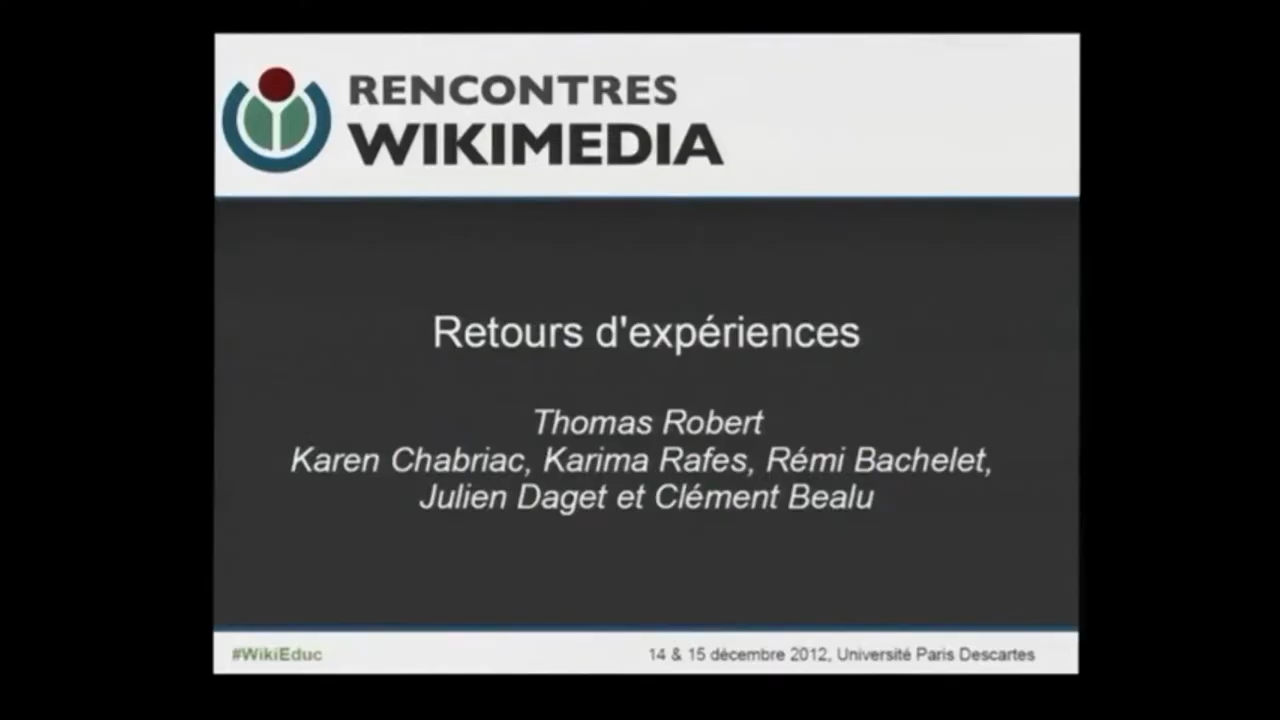 RENCONTRES
WIKIMEDIA
Retours d'expériences
Thomas Robert
Karen Chabriac, Karima Rafes, Rémi Bachelet,
Julien Daget et Clément Bealu
#WikiEduc
14 & 15 décembre 2012, Université Paris Descartes